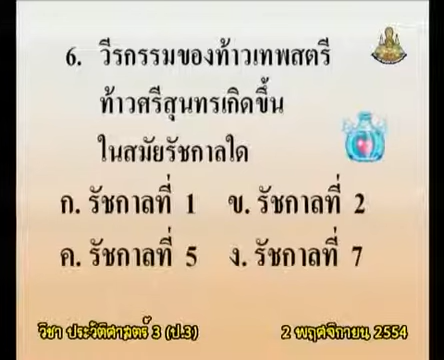 6. วีรกรรมของท้าวเทพสตรี
ท้าวศรีสุนทรเกิดขึ้น
ในสมัยรัชกาลใด
ก. รัชกาลที่ 1 ข. รัชกาลที่ 2
ค. รัชกาลที่ 5 ง. รัชกาลที่ 7
วิชา ประวัติศาสตร์ 3 (ป.3) 2 พฤศจิกายน 2554